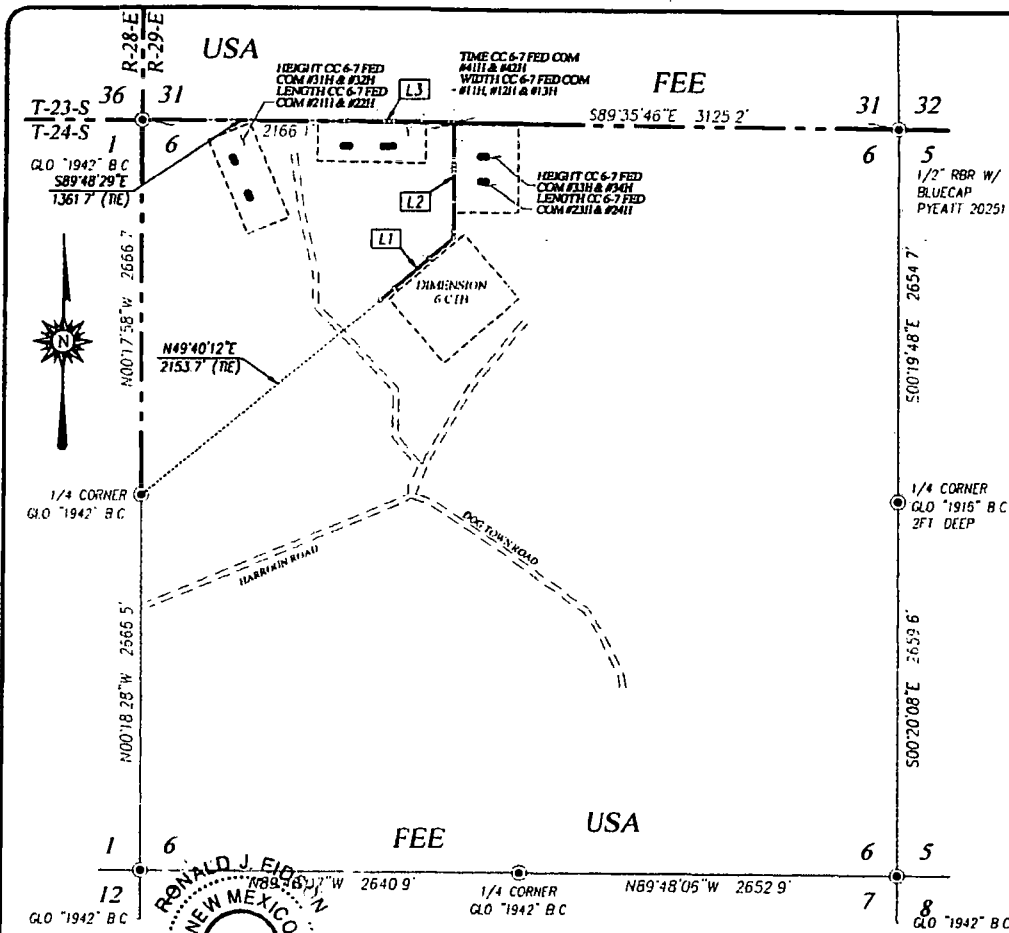 R-28-E
R-29-E
USA
HEIGHT CC 6-7 FED
COM #31H & #32H
LENGTH CC 6-7 FED
COM #21H & #22H
TIME CC 6-7 FED COM
#41H & #42H
WIDTH CC 6-7 FED COM
#11H, #12H & #13H
FEE
L3
36 31
T-23-S
T-24-S
2166.1'
S89°35'46"E 3125 2'
31 32
1 6
6 5
GLO "1942" B C
S89°48'29"E
1361 7' (TIE)
1/2" RBR W/
BLUECAP
PYEATT 20251
HEIGHT CC 6-7 FED
COM #33H & #34H
LENGTH CC 6-7 FED
COM #23H & #24H
L2
L1
DIMENSION
6 CTB
N00°17'58"W 2666 7'
S00°19'48"E 2654 7'
N
N49°40'12"E
2153.7' (TIE)
1/4 CORNER
GLO "1942" B C
1/4 CORNER
GLO "1916" B C
2FT DEEP
DOG TOWN ROAD
HARROUN ROAD
N00°18 28"W 2666 5'
S00°20'08"E 2659 6'
FEE
USA
1 6
6 5
RONALD J. EIDSON
NEW MEXICO
2640 9'
1/4 CORNER
GLO "1942" B C
N89°48'06"W 2652 9'
12
7 8
GLO "1942" B C
GLO "1942" B C